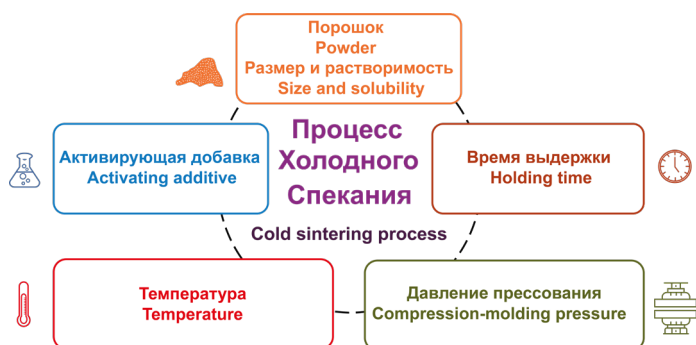 Порошок
Powder
Размер и растворимость
Size and solubility
Процесс
Холодного
Спекания
Cold sintering process
Активирующая добавка
Activating additive
Время выдержки
Holding time
Температура
Temperature
Давление прессования
Compression-molding pressure